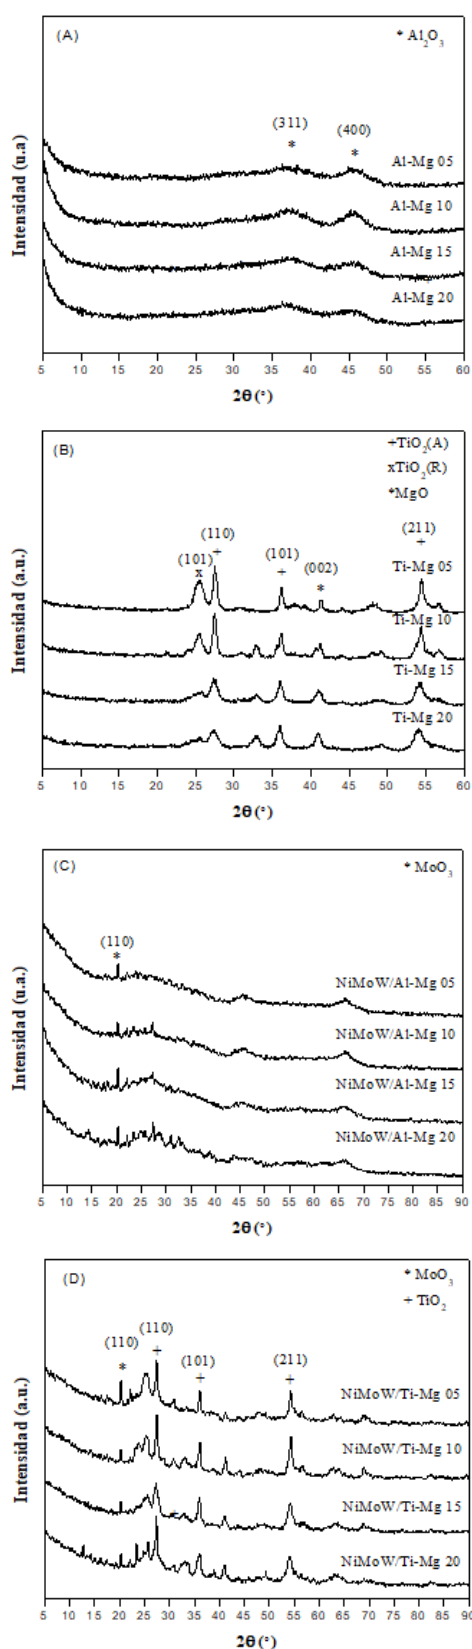 (A)
* Al₂O₃
(311)
(400)
*
*
Al-Mg 05
Al-Mg 10
Al-Mg 15
Al-Mg 20
Intensidad (u.a)
5 10 15 20 25 30 35 40 45 50 55 60
2θ (°)
(B)
+TiO₂(A)
xTiO₂(R)
*MgO
(110)
(211)
(101)
+
(101)
+
x
+
(002)
*
Ti-Mg 05
Ti-Mg 10
Ti-Mg 15
Ti-Mg 20
Intensidad (a.u.)
5 10 15 20 25 30 35 40 45 50 55 60
2θ (°)
(C)
* MoO₃
(110)
*
NiMoW/Al-Mg 05
NiMoW/Al-Mg 10
NiMoW/Al-Mg 15
NiMoW/Al-Mg 20
Intensidad (u.a.)
5 10 15 20 25 30 35 40 45 50 55 60 65 70 75 80 85 90
2θ (°)
(D)
* MoO₃
+ TiO₂
(110)
(110)
+
(101)
(211)
*
+
+
NiMoW/Ti-Mg 05
NiMoW/Ti-Mg 10
NiMoW/Ti-Mg 15
+
NiMoW/Ti-Mg 20
Intensidad (a.u.)
5 10 15 20 25 30 35 40 45 50 55 60 65 70 75 80 85 90
2θ (°)